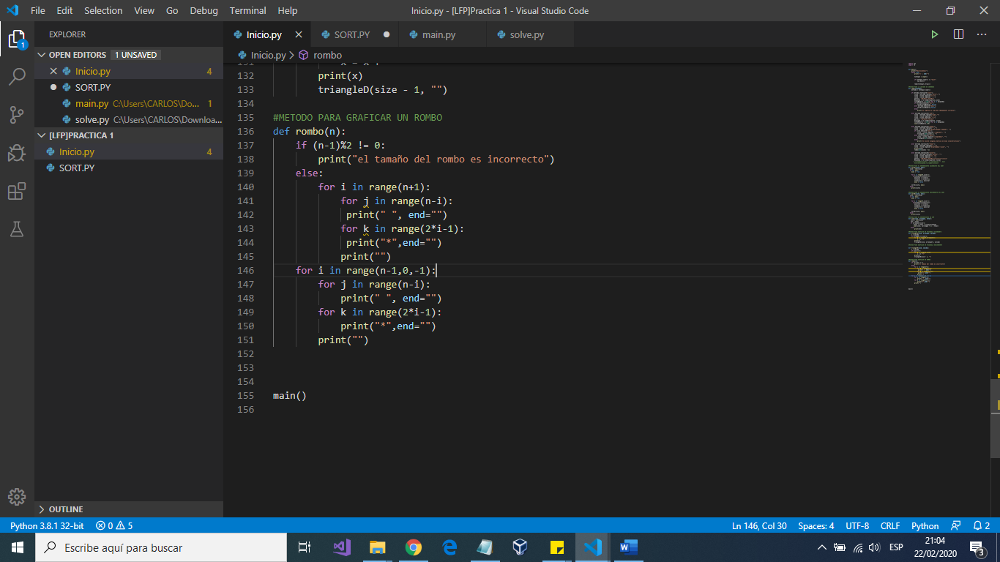 File Edit Selection View Go Debug Terminal Help
Inicio.py - [LFP]Practica 1 - Visual Studio Code
EXPLORER
OPEN EDITORS 1 UNSAVED
Inicio.py 4
SORT.PY
main.py C:\Users\CARLOS\Do... 1
solve.py C:\Users\CARLOS\Downloa...
[LFP]PRACTICA 1
Inicio.py 4
SORT.PY
OUTLINE
1
Inicio.py SORT.PY main.py solve.py
Inicio.py > rombo
132 print(x)
133 triangleD(size - 1, "")
134
135 #METODO PARA GRAFICAR UN ROMBO
136 def rombo(n):
137 if (n-1)%2 != 0:
138 print("el tamaño del rombo es incorrecto")
139 else:
140 for i in range(n+1):
141 for j in range(n-i):
142 print(" ", end="")
143 for k in range(2*i-1):
144 print("*",end="")
145 print("")
146 for i in range(n-1,0,-1):
147 for j in range(n-i):
148 print(" ", end="")
149 for k in range(2*i-1):
150 print("*",end="")
151 print("")
152
153
154
155 main()
156
Python 3.8.1 32-bit 0 5 Ln 146, Col 30 Spaces: 4 UTF-8 CRLF Python 2
Escribe aquí para buscar
ESP
21:04
22/02/2020
3